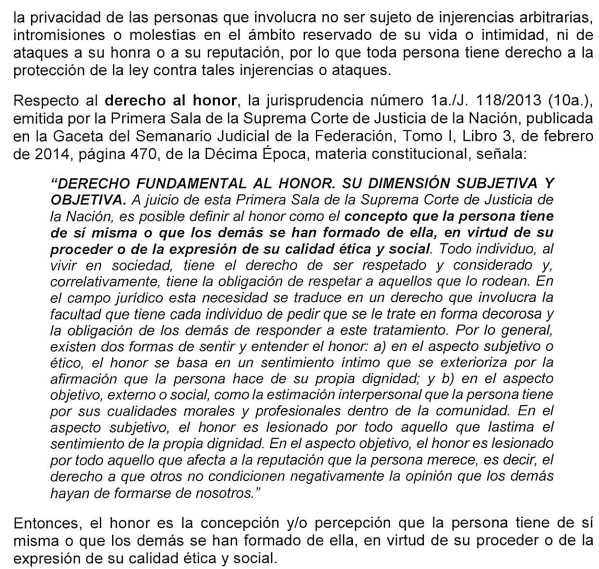 la privacidad de las personas que involucra no ser sujeto de injerencias arbitrarias,
intromisiones o molestias en el ámbito reservado de su vida o intimidad, ni de
ataques a su honra o a su reputación, por lo que toda persona tiene derecho a la
protección de la ley contra tales injerencias o ataques.
Respecto al derecho al honor, la jurisprudencia número 1a./J. 118/2013 (10a.),
emitida por la Primera Sala de la Suprema Corte de Justicia de la Nación, publicada
en la Gaceta del Semanario Judicial de la Federación, Tomo I, Libro 3, de febrero
de 2014, página 470, de la Décima Época, materia constitucional, señala:
“DERECHO FUNDAMENTAL AL HONOR. SU DIMENSIÓN SUBJETIVA Y
OBJETIVA. A juicio de esta Primera Sala de la Suprema Corte de Justicia de
la Nación, es posible definir al honor como el concepto que la persona tiene
de sí misma o que los demás se han formado de ella, en virtud de su
proceder o de la expresión de su calidad ética y social. Todo individuo, al
vivir en sociedad, tiene el derecho de ser respetado y considerado y,
correlativamente, tiene la obligación de respetar a aquellos que lo rodean. En
el campo jurídico esta necesidad se traduce en un derecho que involucra la
facultad que tiene cada individuo de pedir que se le trate en forma decorosa y
la obligación de los demás de responder a este tratamiento. Por lo general,
existen dos formas de sentir y entender el honor: a) en el aspecto subjetivo o
ético, el honor se basa en un sentimiento íntimo que se exterioriza por la
afirmación que la persona hace de su propia dignidad; y b) en el aspecto
objetivo, externo o social, como la estimación interpersonal que la persona tiene
por sus cualidades morales y profesionales dentro de la comunidad. En el
aspecto subjetivo, el honor es lesionado por todo aquello que lastima el
sentimiento de la propia dignidad. En el aspecto objetivo, el honor es lesionado
por todo aquello que afecta a la reputación que la persona merece, es decir, el
derecho a que otros no condicionen negativamente la opinión que los demás
hayan de formarse de nosotros.”
Entonces, el honor es la concepción y/o percepción que la persona tiene de sí
misma o que los demás se han formado de ella, en virtud de su proceder o de la
expresión de su calidad ética y social.